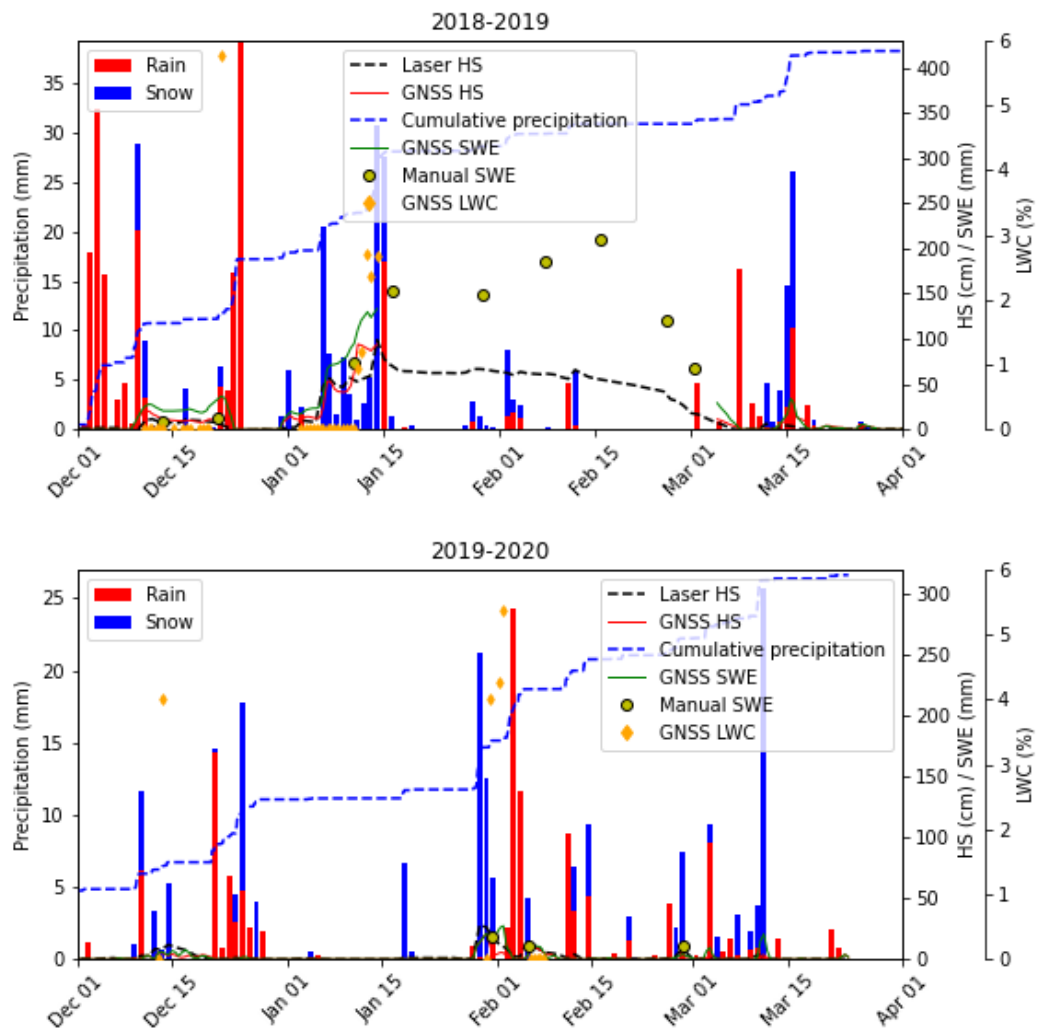 2018-2019
Rain
Snow
Laser HS
GNSS HS
Cumulative precipitation
GNSS SWE
Manual SWE
GNSS LWC
Precipitation (mm)
35
30
25
20
15
10
5
0
400
350
300
250
200
150
100
50
0
HS (cm) / SWE (mm)
6
5
4
3
2
1
0
LWC (%)
Dec 01
Dec 15
Jan 01
Jan 15
Feb 01
Feb 15
Mar 01
Mar 15
Apr 01
2019-2020
Rain
Snow
Laser HS
GNSS HS
Cumulative precipitation
GNSS SWE
Manual SWE
GNSS LWC
Precipitation (mm)
25
20
15
10
5
0
300
250
200
150
100
50
0
HS (cm) / SWE (mm)
6
5
4
3
2
1
0
LWC (%)
Dec 01
Dec 15
Jan 01
Jan 15
Feb 01
Feb 15
Mar 01
Mar 15
Apr 01